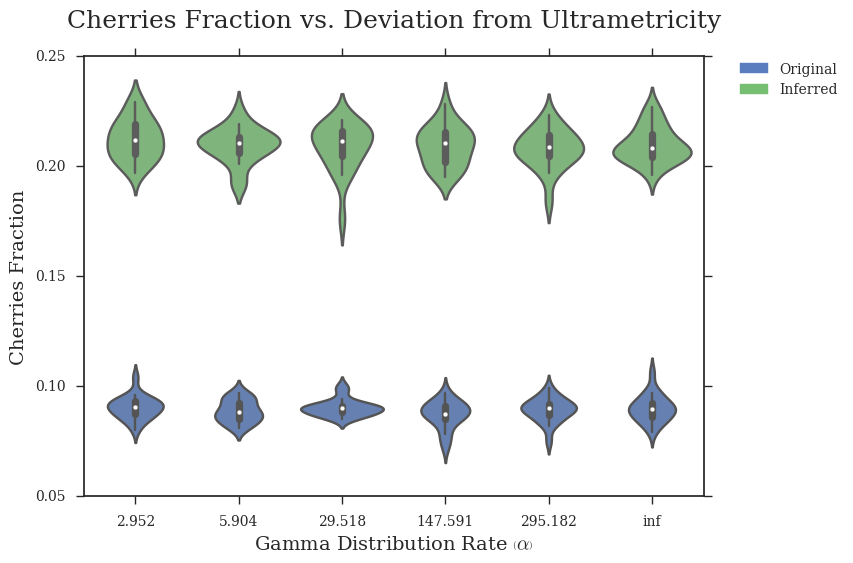 Cherries Fraction vs. Deviation from Ultrametricity
0.25
0.20
0.15
0.10
0.05
Cherries Fraction
2.952 5.904 29.518 147.591 295.182 inf
Gamma Distribution Rate (α)
Original
Inferred